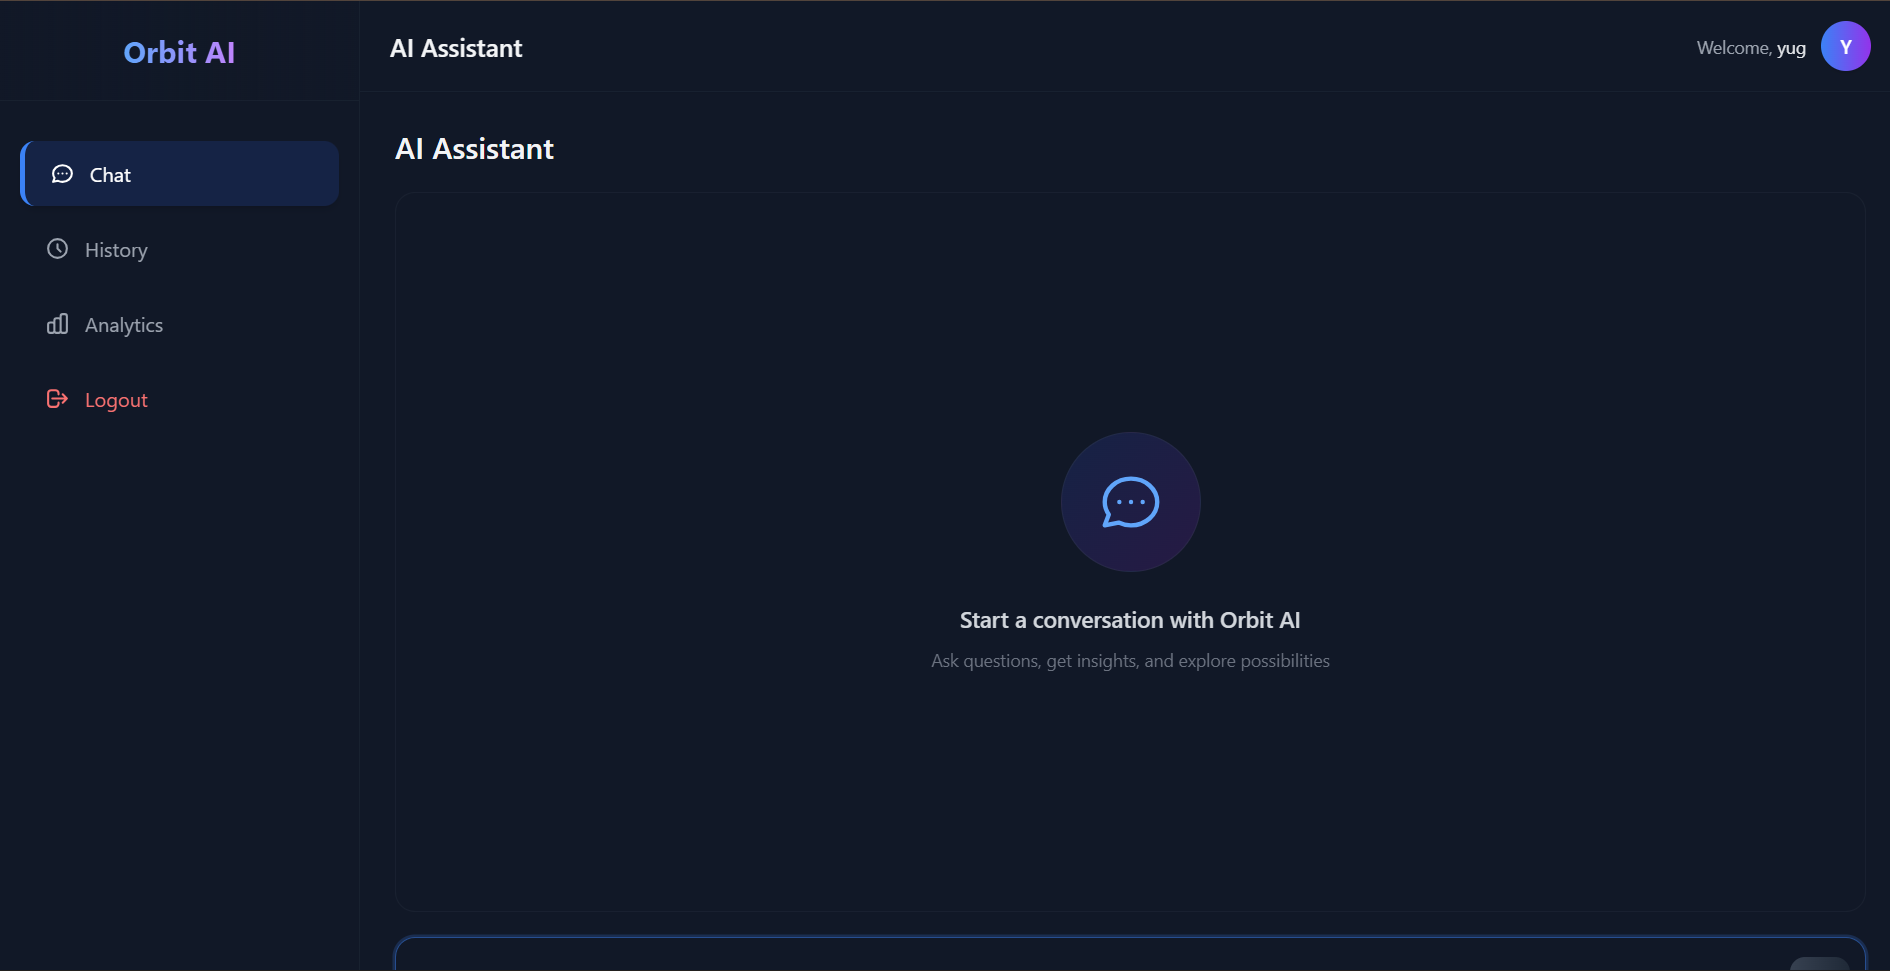 Orbit AI
AI Assistant
Welcome, yug
Y
Chat
History
Analytics
Logout
AI Assistant
Start a conversation with Orbit AI
Ask questions, get insights, and explore possibilities